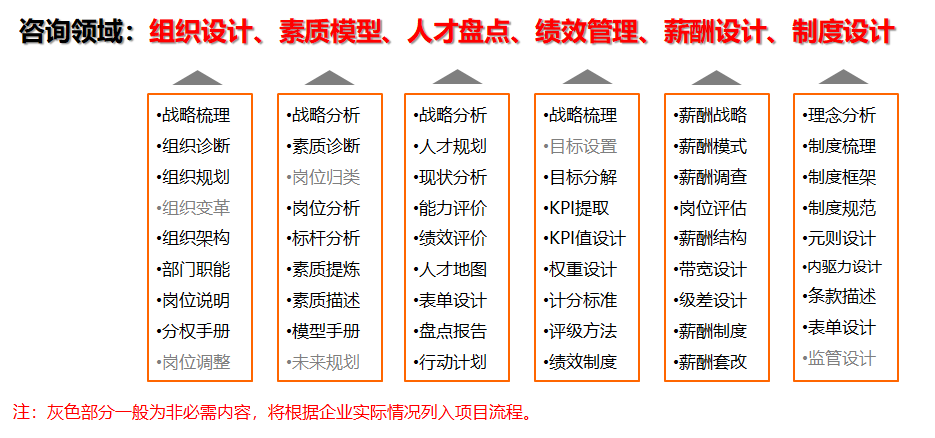 咨询领域：组织设计、素质模型、人才盘点、绩效管理、薪酬设计、制度设计
•战略梳理
•组织诊断
•组织规划
•组织变革
•组织架构
•部门职能
•岗位说明
•分权手册
•岗位调整
•战略分析
•素质诊断
•岗位归类
•岗位分析
•标杆分析
•素质提炼
•素质描述
•模型手册
•未来规划
•战略分析
•人才规划
•现状分析
•能力评价
•绩效评价
•人才地图
•表单设计
•盘点报告
•行动计划
•战略梳理
•目标设置
•目标分解
•KPI提取
•KPI值设计
•权重设计
•计分标准
•评级方法
•绩效制度
•薪酬战略
•薪酬模式
•薪酬调查
•岗位评估
•薪酬结构
•带宽设计
•级差设计
•薪酬制度
•薪酬套改
•理念分析
•制度梳理
•制度框架
•制度规范
•元则设计
•内驱力设计
•条款描述
•表单设计
•监管设计
注：灰色部分一般为非必需内容，将根据企业实际情况列入项目流程。